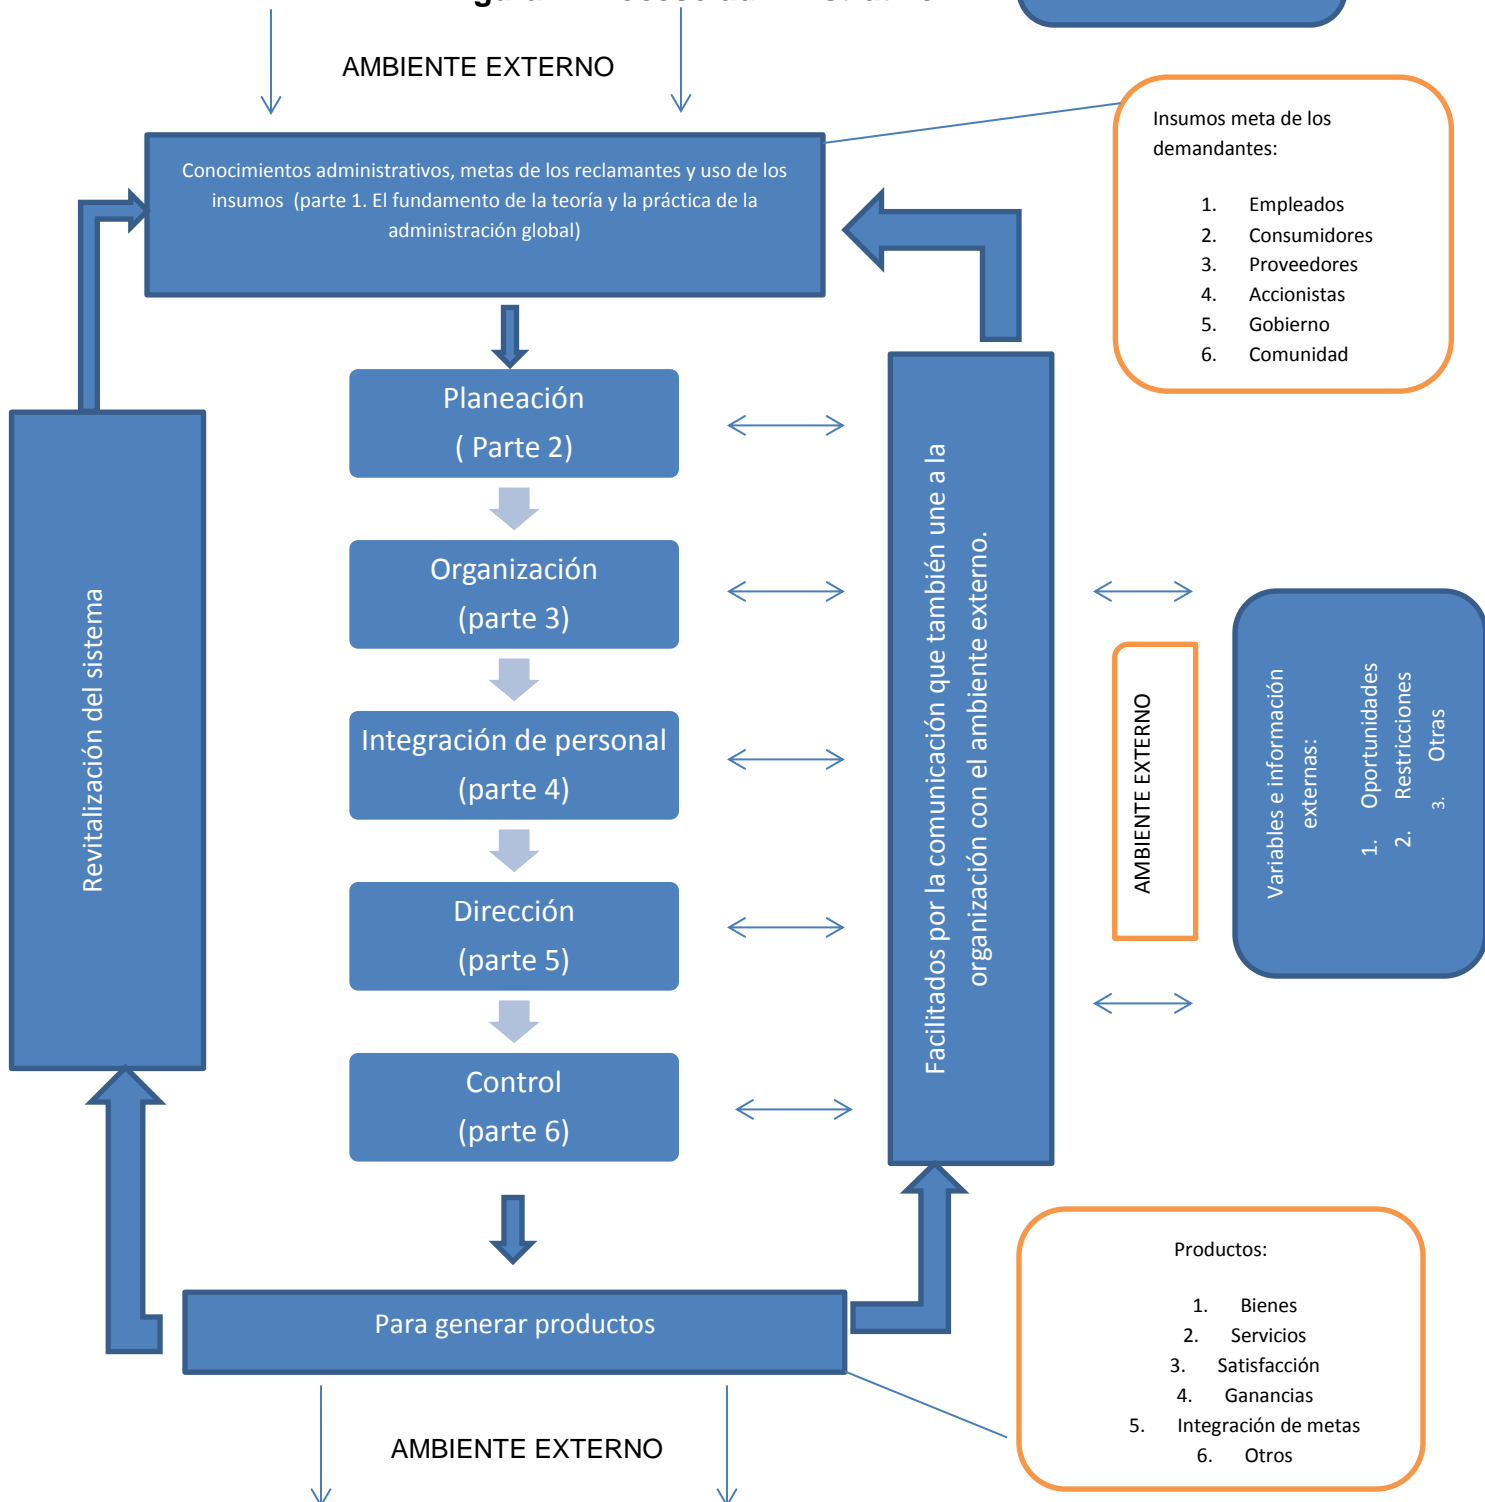 AMBIENTE EXTERNO
Conocimientos administrativos, metas de los reclamantes y uso de los
insumos (parte 1. El fundamento de la teoría y la práctica de la
administración global)
Insumos meta de los
demandantes:
1. Empleados
2. Consumidores
3. Proveedores
4. Accionistas
5. Gobierno
6. Comunidad
Planeación
( Parte 2)
Organización
(parte 3)
Integración de personal
(parte 4)
Dirección
(parte 5)
Control
(parte 6)
Revitalización del sistema
Facilitados por la comunicación que también une a la
organización con el ambiente externo.
AMBIENTE EXTERNO
Variables e información
externas:
1. Oportunidades
2. Restricciones
3. Otras
Para generar productos
Productos:
1. Bienes
2. Servicios
3. Satisfacción
4. Ganancias
5. Integración de metas
6. Otros
AMBIENTE EXTERNO